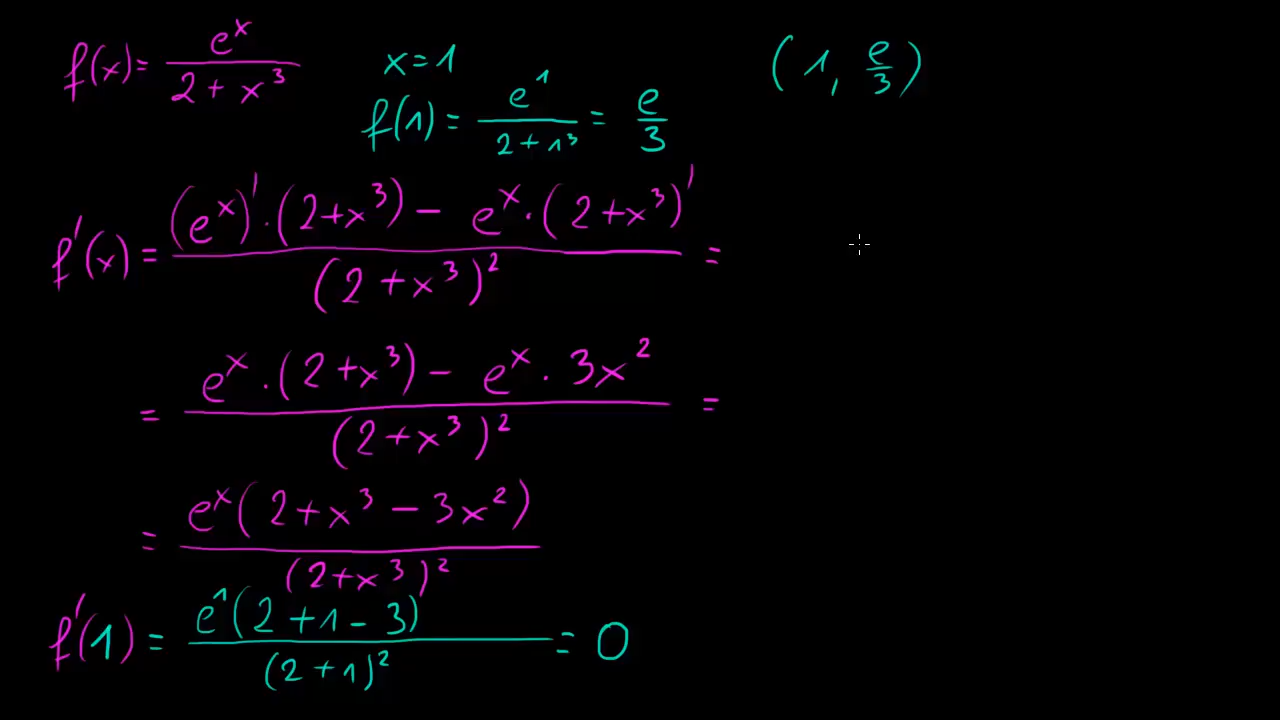 f(x) = e^x / (2 + x^3)
x = 1
(1, e/3)
f(1) = e^1 / (2 + 1^3) = e/3
f'(x) = ((e^x)' · (2 + x^3) − e^x · (2 + x^3)') / (2 + x^3)^2 =
= (e^x · (2 + x^3) − e^x · 3x^2) / (2 + x^3)^2 =
= e^x (2 + x^3 − 3x^2) / (2 + x^3)^2
f'(1) = e^1 (2 + 1 − 3) / (2 + 1)^2 = 0